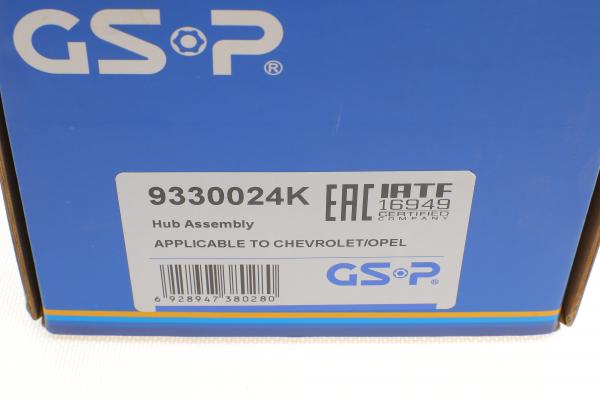 GSP®
9330024K
EAC
IATF
16949
CERTIFIED
COMPANY
Hub Assembly
APPLICABLE TO CHEVROLET/OPEL
6 928947 380280
GSP